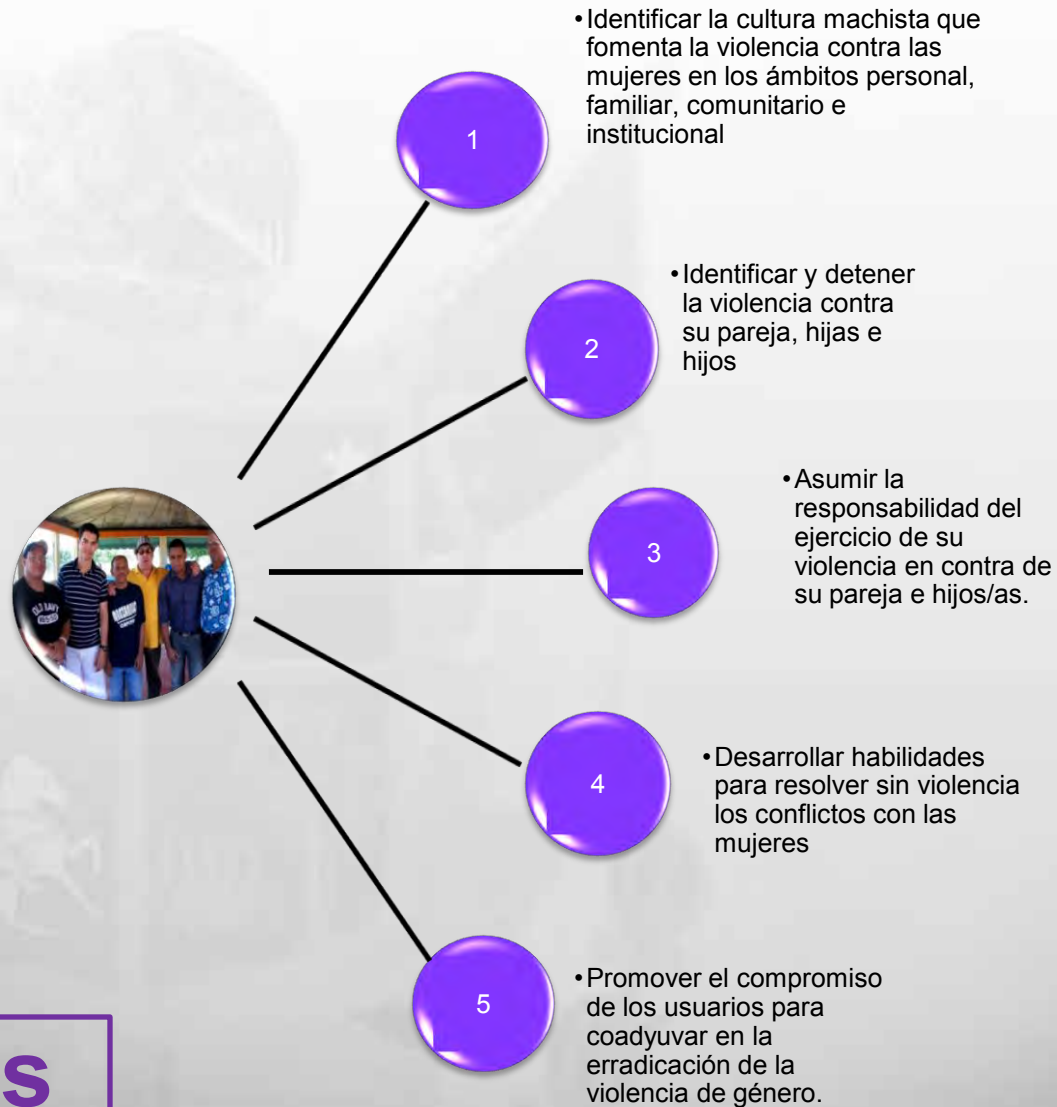 •Identificar la cultura machista que
fomenta la violencia contra las
mujeres en los ámbitos personal,
familiar, comunitario e
institucional
1
•Identificar y detener
la violencia contra
su pareja, hijas e
hijos
2
•Asumir la
responsabilidad del
ejercicio de su
violencia en contra de
su pareja e hijos/as.
3
•Desarrollar habilidades
para resolver sin violencia
los conflictos con las
mujeres
4
•Promover el compromiso
de los usuarios para
coadyuvar en la
erradicación de la
violencia de género.
5
OLD NAVY
s